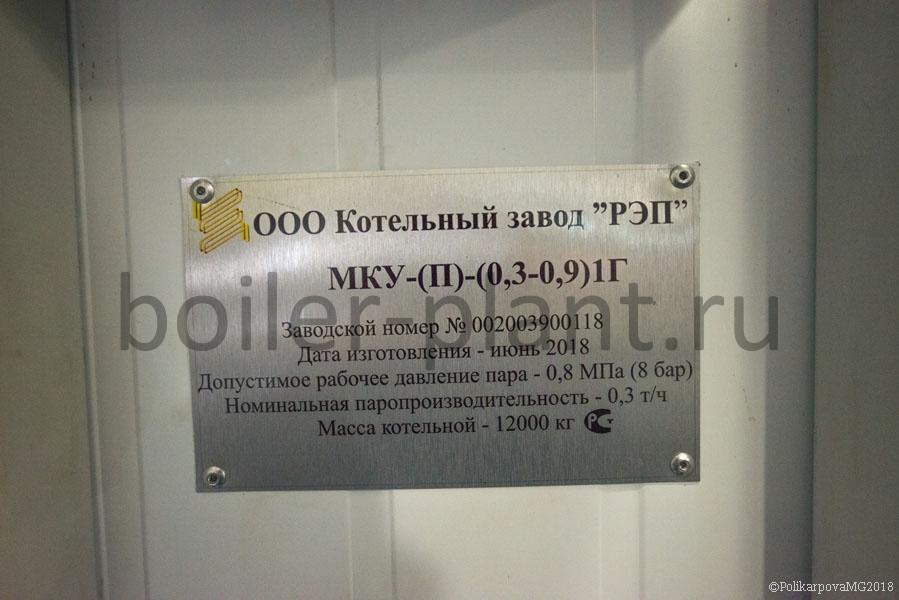 ООО Котельный завод ”РЭП”
МКУ-(П)-(0,3-0,9)1Г
boiler-plant.ru
Заводской номер № 002003900118
Дата изготовления - июнь 2018
Допустимое рабочее давление пара - 0,8 МПа (8 бар)
Номинальная паропроизводительность - 0,3 т/ч
Масса котельной - 12000 кг
©PolikarpovaMG2018